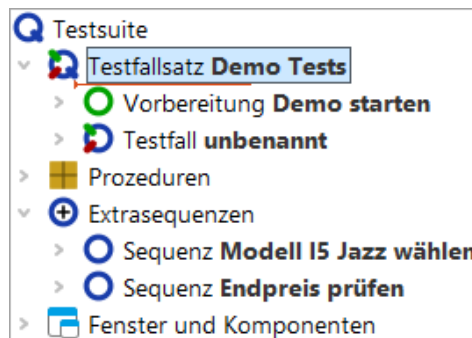 Testsuite
Testfallsatz Demo Tests
Vorbereitung Demo starten
Testfall unbenannt
Prozeduren
Extrasequenzen
Sequenz Modell I5 Jazz wählen
Sequenz Endpreis prüfen
Fenster und Komponenten